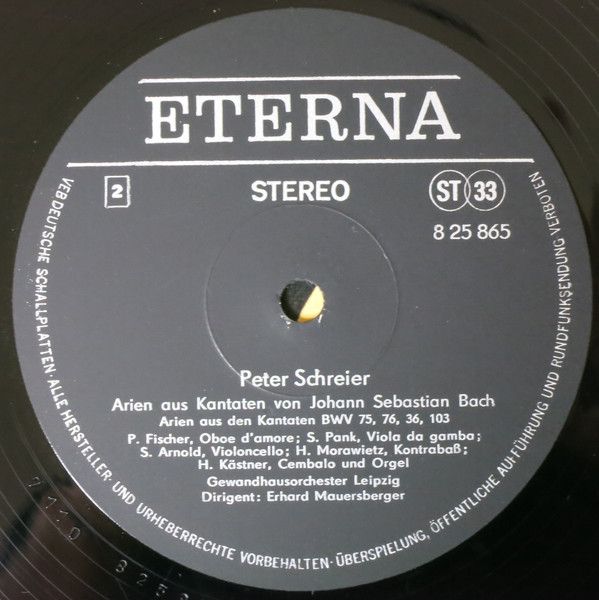 ETERNA
2
STEREO
ST 33
8 25 865
Peter Schreier
Arien aus Kantaten von Johann Sebastian Bach
Arien aus den Kantaten BWV 75, 76, 36, 103
P. Fischer, Oboe d'amore; S. Pank, Viola da gamba;
S. Arnold, Violoncello; H. Morawietz, Kontrabaß;
H. Kästner, Cembalo und Orgel
Gewandhausorchester Leipzig
Dirigent: Erhard Mauersberger
VEB DEUTSCHE SCHALLPLATTEN · ALLE HERSTELLER- UND URHEBERRECHTE VORBEHALTEN · ÜBERSPIELUNG, ÖFFENTLICHE AUFFÜHRUNG UND RUNDFUNKSENDUNG VERBOTEN